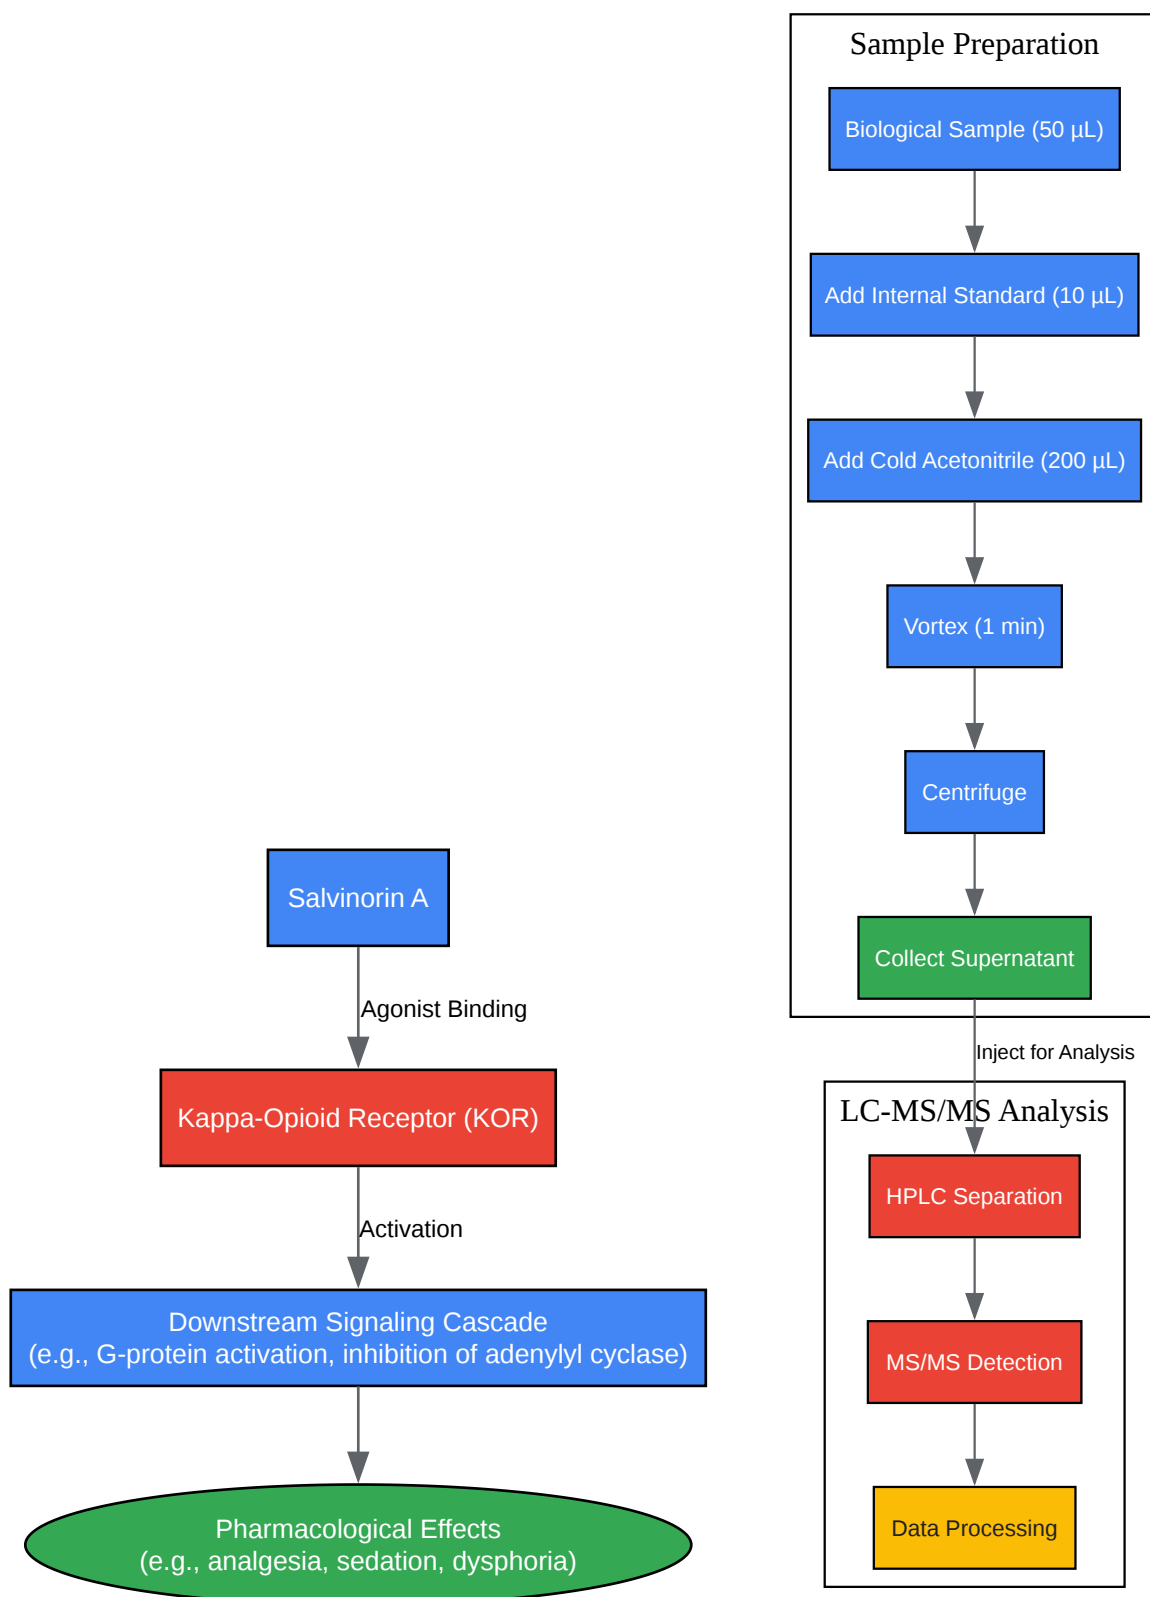 Salvinorin A
Agonist Binding
Kappa-Opioid Receptor (KOR)
Activation
Downstream Signaling Cascade
(e.g., G-protein activation, inhibition of adenylyl cyclase)
Pharmacological Effects
(e.g., analgesia, sedation, dysphoria)
Sample Preparation
Biological Sample (50 µL)
Add Internal Standard (10 µL)
Add Cold Acetonitrile (200 µL)
Vortex (1 min)
Centrifuge
Collect Supernatant
Inject for Analysis
LC-MS/MS Analysis
HPLC Separation
MS/MS Detection
Data Processing